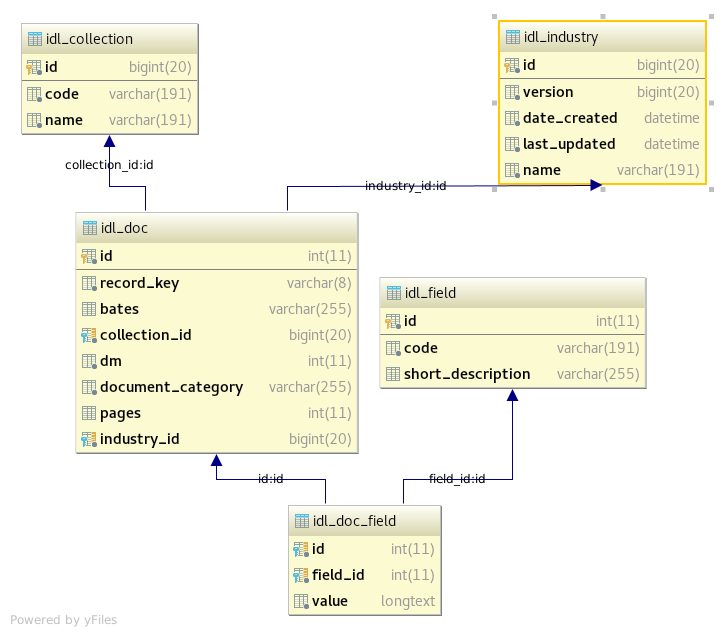 idl_collection
id bigint(20)
code varchar(191)
name varchar(191)
idl_industry
id bigint(20)
version bigint(20)
date_created datetime
last_updated datetime
name varchar(191)
collection_id:id
industry_id:id
idl_doc
id int(11)
record_key varchar(8)
bates varchar(255)
collection_id bigint(20)
dm int(11)
document_category varchar(255)
pages int(11)
industry_id bigint(20)
idl_field
id int(11)
code varchar(191)
short_description varchar(255)
id:id
field_id:id
idl_doc_field
id int(11)
field_id int(11)
value longtext
Powered by yFiles